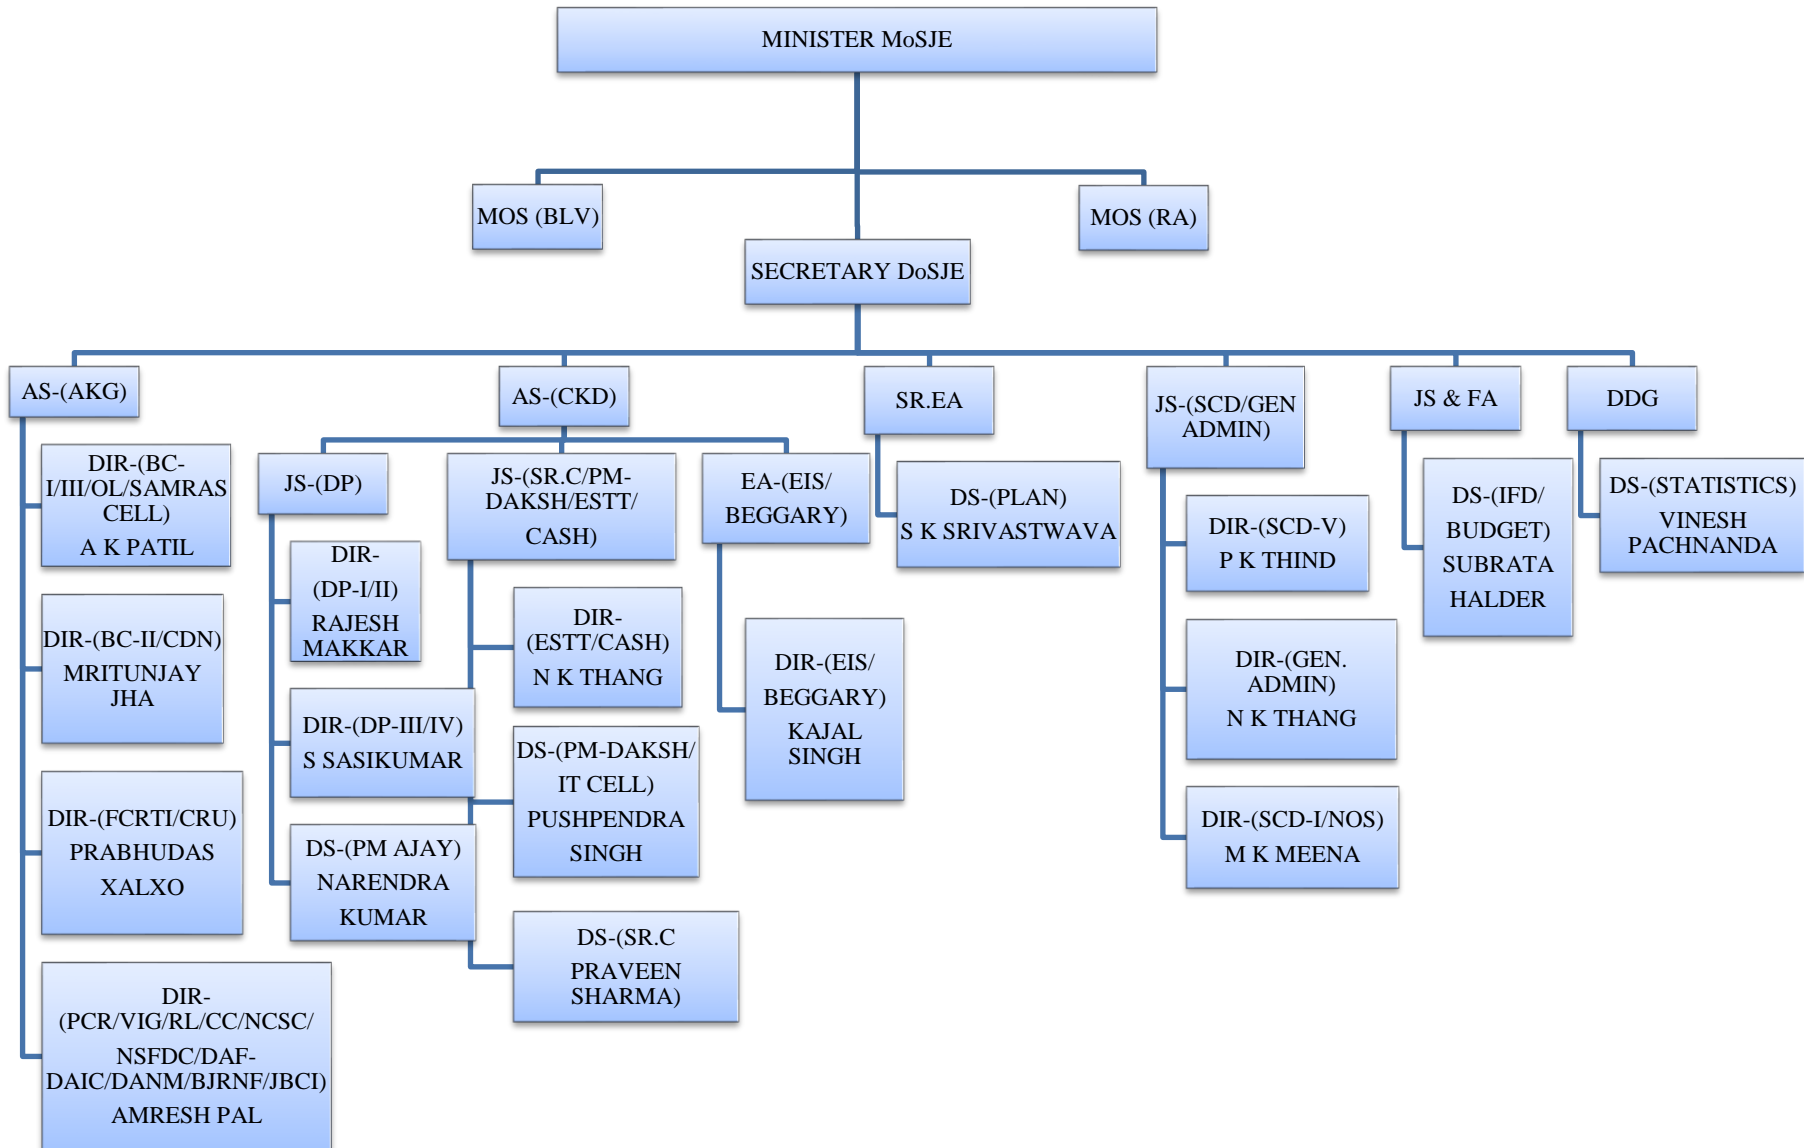 MINISTER MoSJE
MOS (BLV)
MOS (RA)
SECRETARY DoSJE
AS-(AKG)
AS-(CKD)
SR.EA
JS-(SCD/GEN
ADMIN)
JS & FA
DDG
DIR-(BC-
I/III/OL/SAMRAS
CELL)
A K PATIL
DIR-(BC-II/CDN)
MRITUNJAY
JHA
DIR-(FCRTI/CRU)
PRABHUDAS
XALXO
DIR-
(PCR/VIG/RL/CC/NCSC/
NSFDC/DAF-
DAIC/DANM/BJRNF/JBCI)
AMRESH PAL
JS-(DP)
DIR-
(DP-I/II)
RAJESH
MAKKAR
DIR-(DP-III/IV)
S SASIKUMAR
DS-(PM AJAY)
NARENDRA
KUMAR
JS-(SR.C/PM-
DAKSH/ESTT/
CASH)
DIR-
(ESTT/CASH)
N K THANG
DS-(PM-DAKSH/
IT CELL)
PUSHPENDRA
SINGH
DS-(SR.C
PRAVEEN
SHARMA)
EA-(EIS/
BEGGARY)
DIR-(EIS/
BEGGARY)
KAJAL
SINGH
DS-(PLAN)
S K SRIVASTWAVA
DIR-(SCD-V)
P K THIND
DIR-(GEN.
ADMIN)
N K THANG
DIR-(SCD-I/NOS)
M K MEENA
DS-(IFD/
BUDGET)
SUBRATA
HALDER
DS-(STATISTICS)
VINESH
PACHNANDA